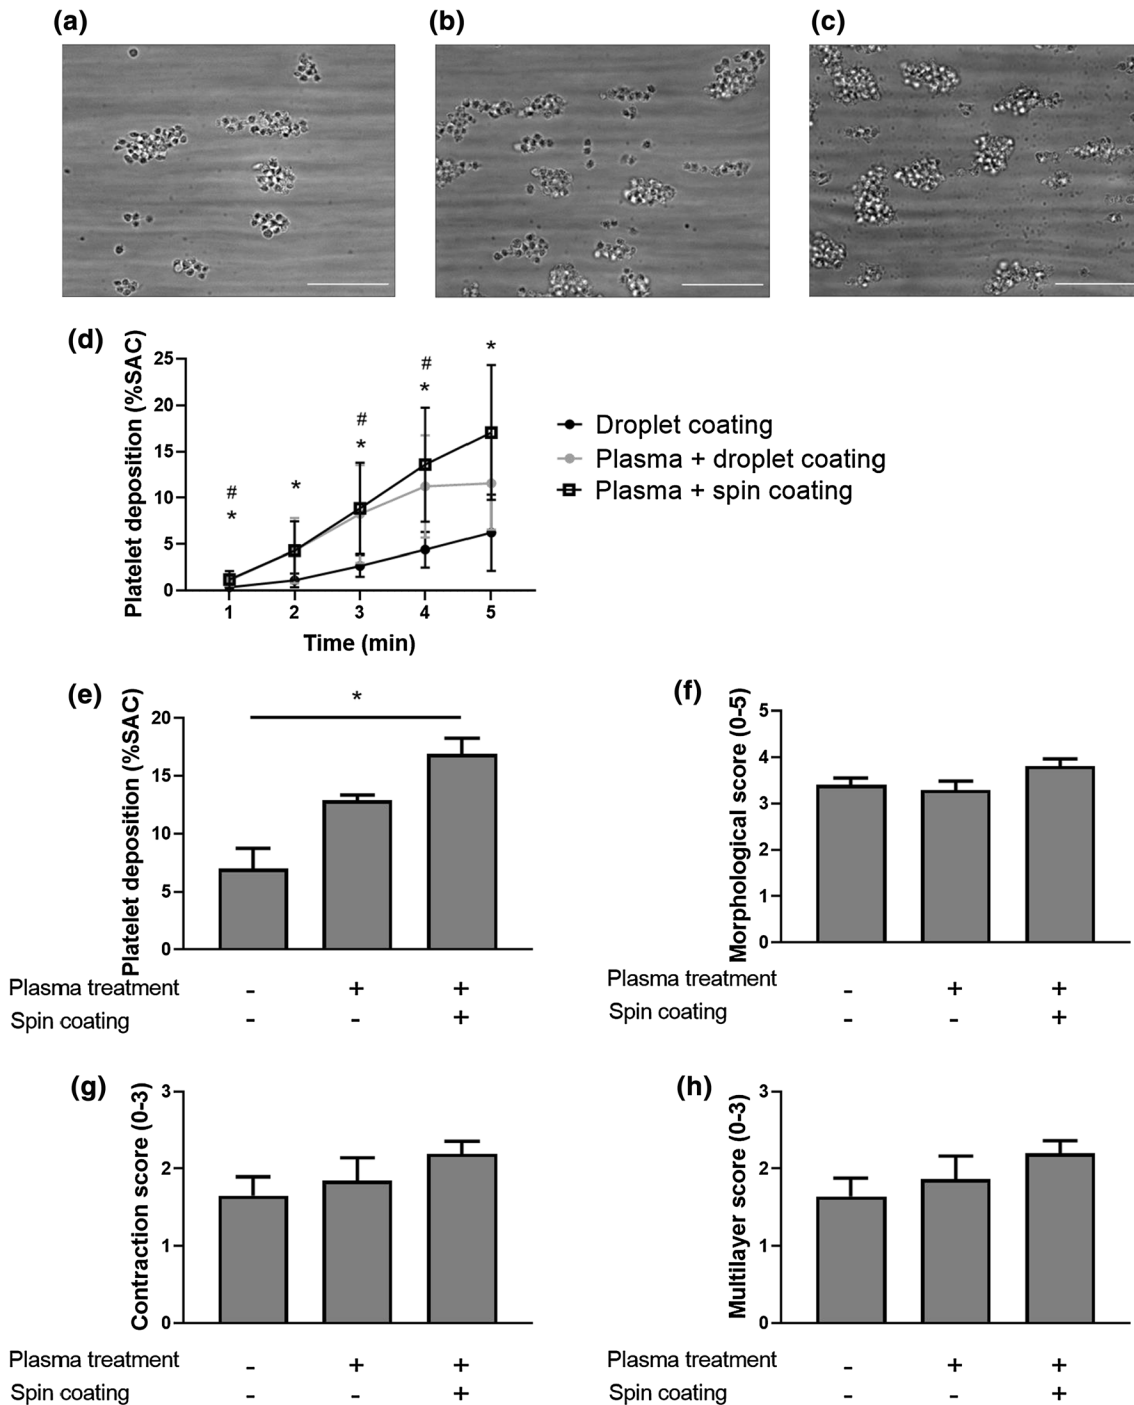 (a)
(b)
(c)
(d)
Platelet deposition (%SAC)
25
20
15
10
5
0
#
*
*
#
*
#
*
*
1
2
3
4
5
Time (min)
Droplet coating
Plasma + droplet coating
Plasma + spin coating
(e)
Platelet deposition (%SAC)
20
15
10
5
0
*
Plasma treatment - + +
Spin coating - - +
(f)
Morphological score (0-5)
5
4
3
2
1
0
Plasma treatment - + +
Spin coating - - +
(g)
Contraction score (0-3)
3
2
1
0
Plasma treatment - + +
Spin coating - - +
(h)
Multilayer score (0-3)
3
2
1
0
Plasma treatment - + +
Spin coating - - +